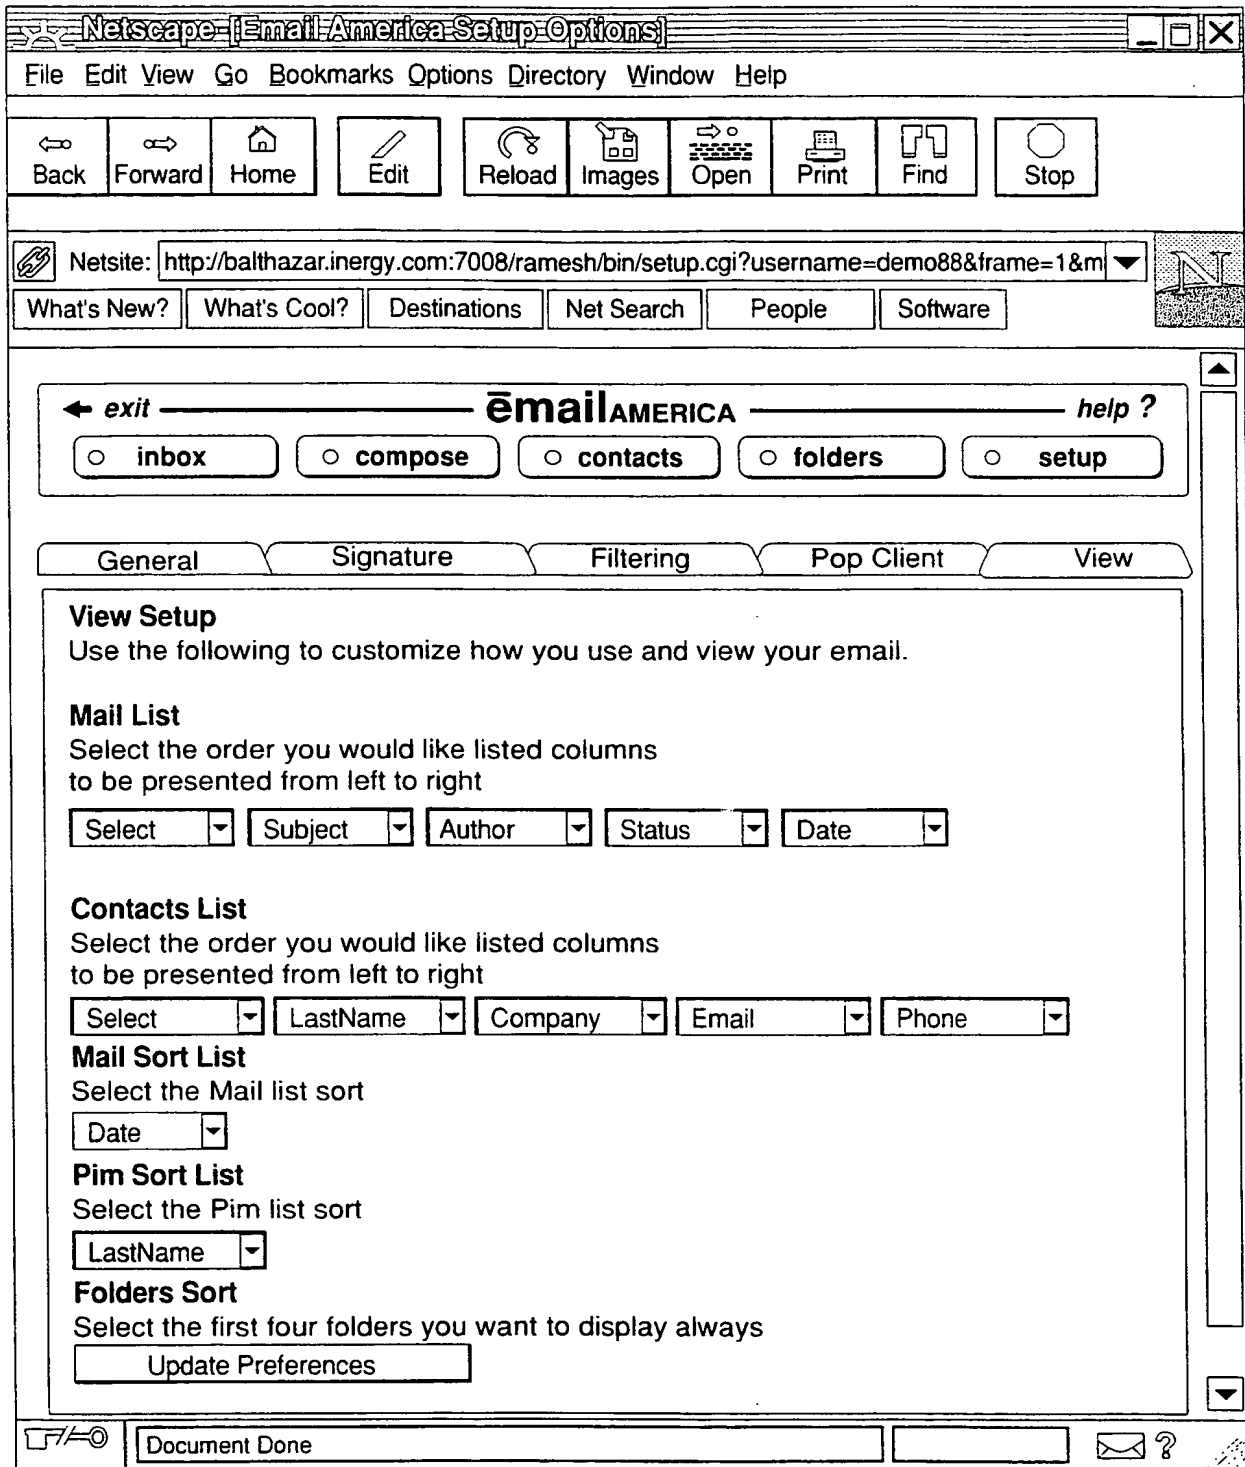 Netscape-[Email America Setup Options]
File Edit View Go Bookmarks Options Directory Window Help
Back Forward Home Edit Reload Images Open Print Find Stop
Netsite: http://balthazar.inergy.com:7008/ramesh/bin/setup.cgi?username=demo88&frame=1&m
What's New? What's Cool? Destinations Net Search People Software
exit ēmail AMERICA help ?
inbox compose contacts folders setup
General Signature Filtering Pop Client View
View Setup
Use the following to customize how you use and view your email.
Mail List
Select the order you would like listed columns
to be presented from left to right
Select Subject Author Status Date
Contacts List
Select the order you would like listed columns
to be presented from left to right
Select LastName Company Email Phone
Mail Sort List
Select the Mail list sort
Date
Pim Sort List
Select the Pim list sort
LastName
Folders Sort
Select the first four folders you want to display always
Update Preferences
Document Done ?